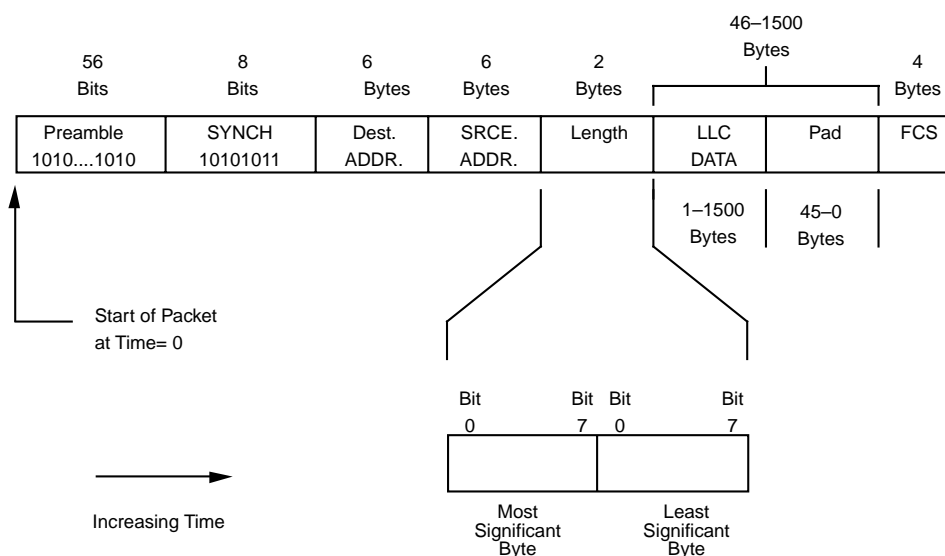 46–1500
Bytes
56
Bits
8
Bits
6
Bytes
6
Bytes
2
Bytes
4
Bytes
Preamble
1010....1010
SYNCH
10101011
Dest.
ADDR.
SRCE.
ADDR.
Length
LLC
DATA
Pad
FCS
1–1500
Bytes
45–0
Bytes
Start of Packet
at Time= 0
Bit
0
Bit
7
Bit
0
7
Increasing Time
Most
Significant
Byte
Least
Significant
Byte